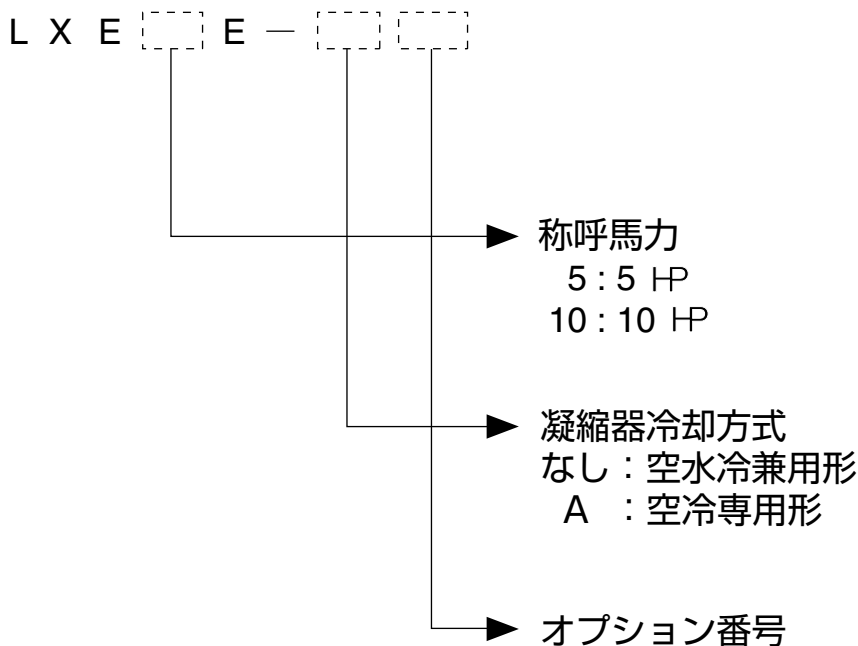 LXE E－
称呼馬力
5 : 5 HP
10 : 10 HP
凝縮器冷却方式
なし：空水冷兼用形
A ：空冷専用形
オプション番号